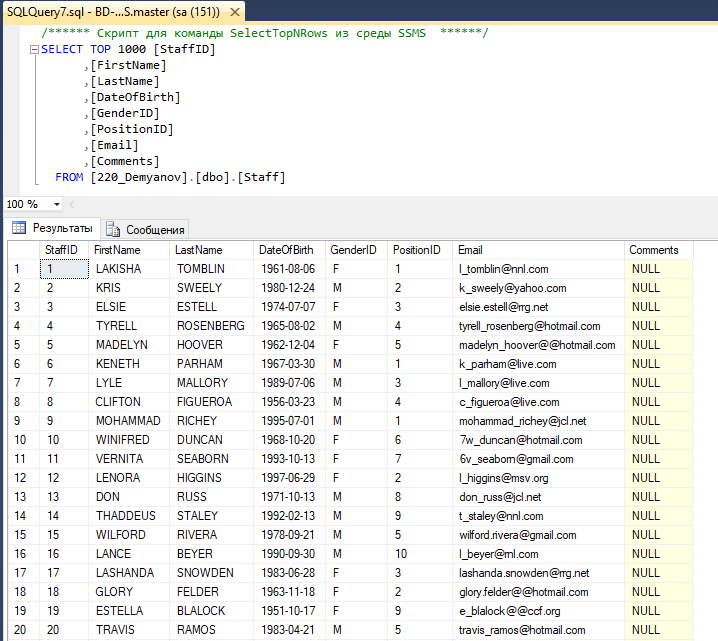 SQLQuery7.sql - BD-...S.master (sa (151))
/****** Скрипт для команды SelectTopNRows из среды SSMS ******/
SELECT TOP 1000 [StaffID]
,[FirstName]
,[LastName]
,[DateOfBirth]
,[GenderID]
,[PositionID]
,[Email]
,[Comments]
FROM [220_Demyanov].[dbo].[Staff]
100 %
Результаты Сообщения
StaffID FirstName LastName DateOfBirth GenderID PositionID Email Comments
1 1 LAKISHA TOMBLIN 1961-08-06 F 1 l_tomblin@nnl.com NULL
2 2 KRIS SWEELY 1980-12-24 M 2 k_sweely@yahoo.com NULL
3 3 ELSIE ESTELL 1974-07-07 F 3 elsie.estell@rrg.net NULL
4 4 TYRELL ROSENBERG 1965-08-02 M 4 tyrell_rosenberg@hotmail.com NULL
5 5 MADELYN HOOVER 1962-12-04 F 5 madelyn_hoover@@hotmail.com NULL
6 6 KENETH PARHAM 1967-03-30 M 1 k_parham@live.com NULL
7 7 LYLE MALLORY 1989-07-06 M 3 l_mallory@live.com NULL
8 8 CLIFTON FIGUEROA 1956-03-23 M 4 c_figueroa@live.com NULL
9 9 MOHAMMAD RICHEY 1995-07-01 M 1 mohammad_richey@jcl.net NULL
10 10 WINIFRED DUNCAN 1968-10-20 F 6 7w_duncan@hotmail.com NULL
11 11 VERNITA SEABORN 1993-10-13 F 7 6v_seaborn@gmail.com NULL
12 12 LENORA HIGGINS 1997-06-29 F 2 l_higgins@msv.org NULL
13 13 DON RUSS 1971-10-13 M 8 don_russ@jcl.net NULL
14 14 THADDEUS STALEY 1992-02-13 M 9 t_staley@nnl.com NULL
15 15 WILFORD RIVERA 1978-09-21 M 5 wilford.rivera@gmail.com NULL
16 16 LANCE BEYER 1990-09-30 M 10 l_beyer@rnl.com NULL
17 17 LASHANDA SNOWDEN 1983-06-28 F 3 lashanda.snowden@rrg.net NULL
18 18 GLORY FELDER 1963-11-18 F 2 glory.felder@@hotmail.com NULL
19 19 ESTELLA BLALOCK 1951-10-17 F 9 e_blalock@@ccf.org NULL
20 20 TRAVIS RAMOS 1983-04-21 M 5 travis_ramos@hotmail.com NULL